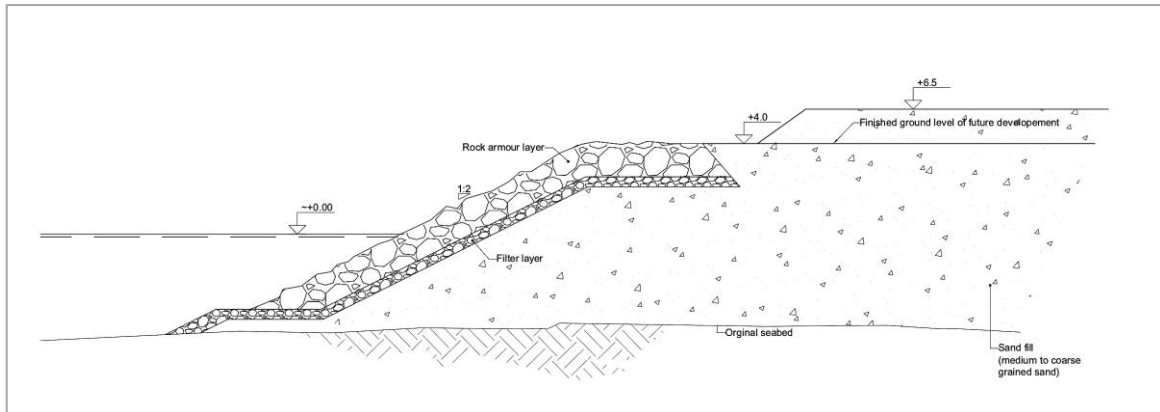 +6.5
+4.0
Finished ground level of future developement
Rock armour layer
1:2
~+0.00
Filter layer
Orginal seabed
Sand fill
(medium to coarse
grained sand)